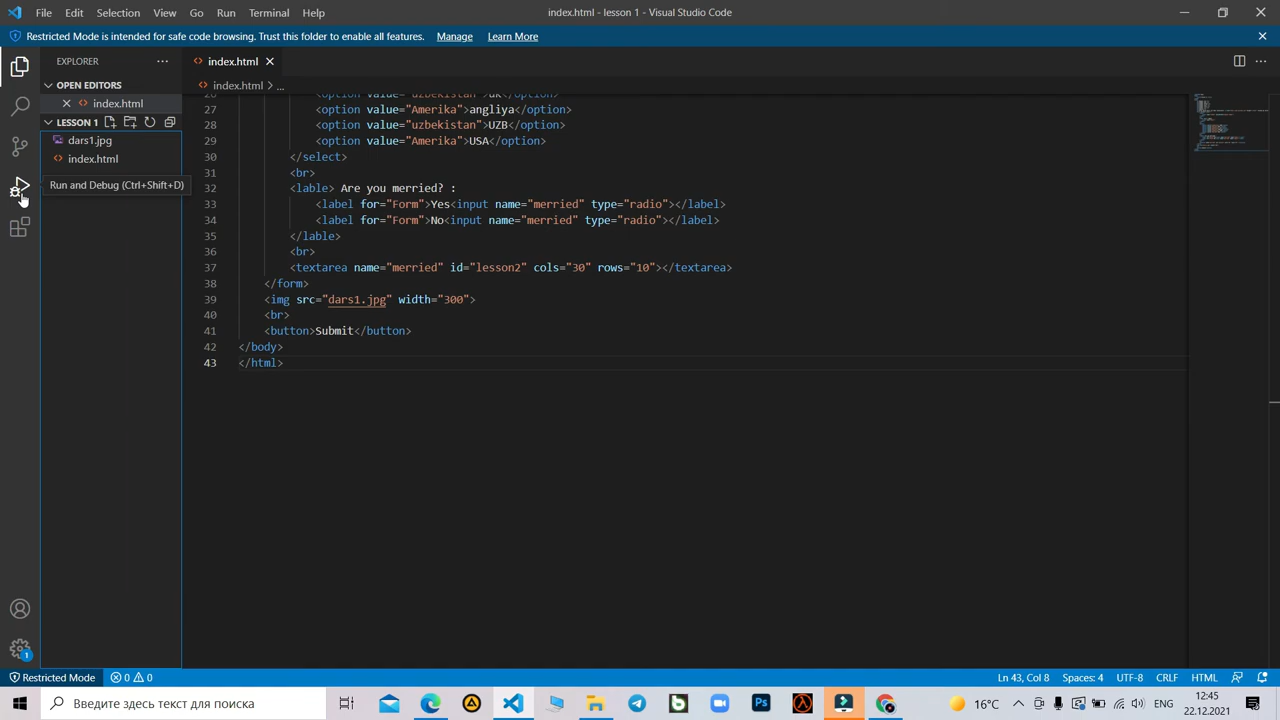 File Edit Selection View Go Run Terminal Help index.html - lesson 1 - Visual Studio Code
Restricted Mode is intended for safe code browsing. Trust this folder to enable all features. Manage Learn More
EXPLORER
index.html
OPEN EDITORS
index.html
LESSON 1
dars1.jpg
index.html
Run and Debug (Ctrl+Shift+D)
index.html > ...
27 <option value="Amerika">angliya</option>
28 <option value="uzbekistan">UZB</option>
29 <option value="Amerika">USA</option>
30 </select>
31 <br>
32 <lable> Are you merried? :
33 <label for="Form">Yes<input name="merried" type="radio"></label>
34 <label for="Form">No<input name="merried" type="radio"></label>
35 </lable>
36 <br>
37 <textarea name="merried" id="lesson2" cols="30" rows="10"></textarea>
38 </form>
39 <img src="dars1.jpg" width="300">
40 <br>
41 <button>Submit</button>
42 </body>
43 </html>
1
Restricted Mode 0 0 Ln 43, Col 8 Spaces: 4 UTF-8 CRLF HTML
Введите здесь текст для поиска
Ps
16°C
ENG
12:45
22.12.2021